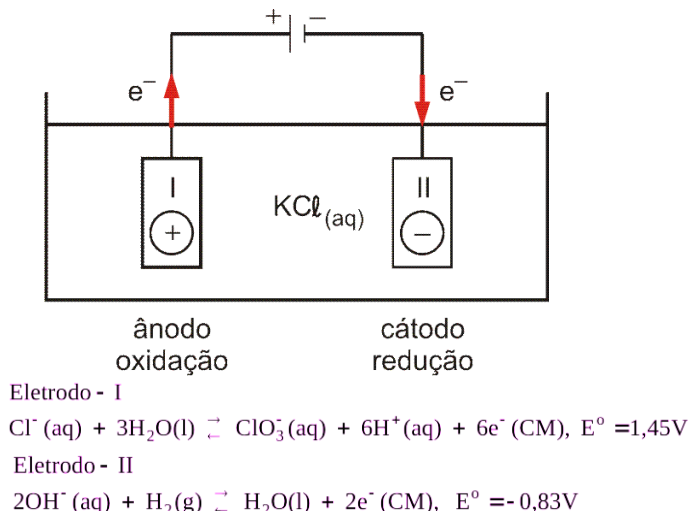 + −
e⁻ e⁻
I II
KCℓ(aq)
+ −
ânodo cátodo
oxidação redução
Eletrodo - I
Cl⁻ (aq) + 3H₂O(l) ⇄ ClO₃⁻(aq) + 6H⁺(aq) + 6e⁻ (CM), E° =1,45V
Eletrodo - II
2OH⁻ (aq) + H₂(g) ⇄ H₂O(l) + 2e⁻ (CM), E° =- 0,83V